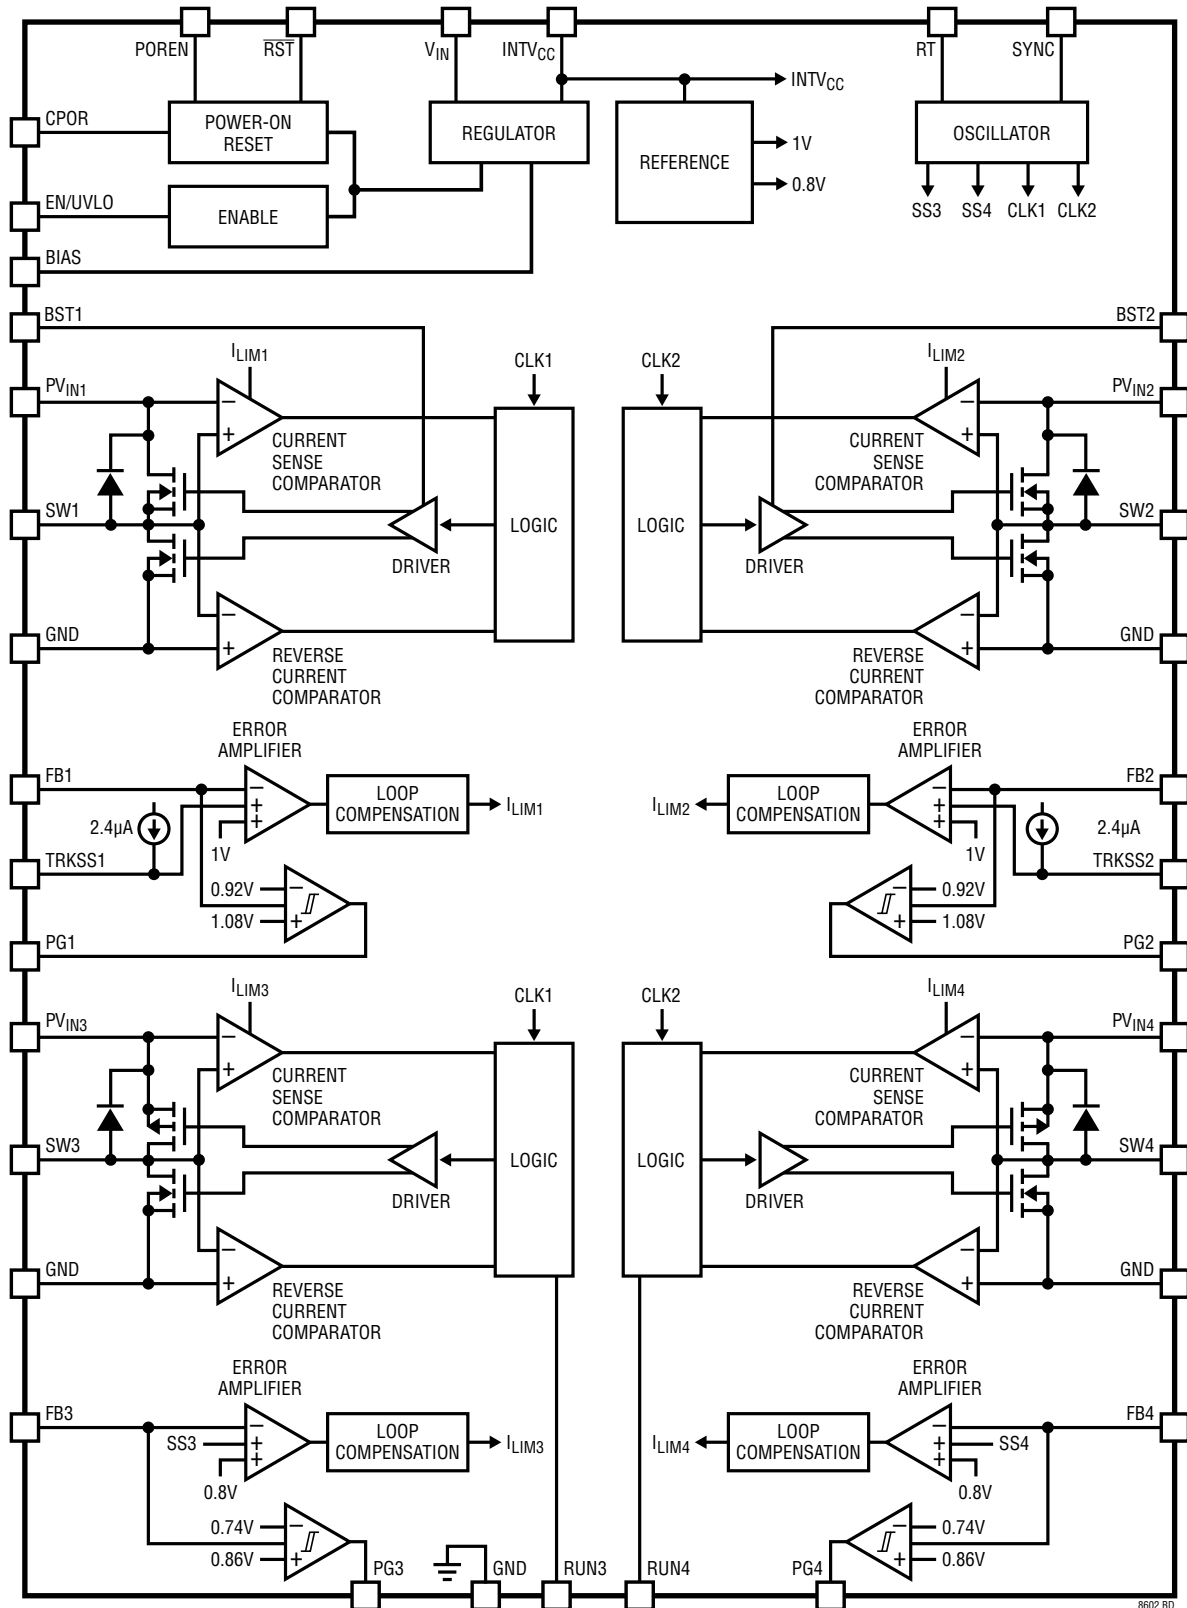 POREN
RST
VIN
INTVCC
RT
SYNC
INTVCC
CPOR
POWER-ON
RESET
REGULATOR
REFERENCE
1V
0.8V
OSCILLATOR
EN/UVLO
ENABLE
SS3 SS4 CLK1 CLK2
BIAS
BST1
BST2
ILIM1
CLK1
CLK2
ILIM2
PVIN1
PVIN2
−
+
CURRENT
SENSE
COMPARATOR
−
+
CURRENT
SENSE
COMPARATOR
SW1
LOGIC
LOGIC
SW2
DRIVER
DRIVER
−
+
−
+
GND
GND
REVERSE
CURRENT
COMPARATOR
REVERSE
CURRENT
COMPARATOR
ERROR
AMPLIFIER
ERROR
AMPLIFIER
FB1
FB2
−
+
+
LOOP
COMPENSATION
ILIM1
ILIM2
LOOP
COMPENSATION
−
+
+
2.4µA
2.4µA
1V
1V
TRKSS1
TRKSS2
0.92V
−
1.08V
+
−
0.92V
+
1.08V
PG1
PG2
ILIM3
CLK1
CLK2
ILIM4
PVIN3
PVIN4
−
+
CURRENT
SENSE
COMPARATOR
−
+
CURRENT
SENSE
COMPARATOR
SW3
LOGIC
LOGIC
SW4
DRIVER
DRIVER
−
+
−
+
GND
GND
REVERSE
CURRENT
COMPARATOR
REVERSE
CURRENT
COMPARATOR
ERROR
AMPLIFIER
ERROR
AMPLIFIER
FB3
FB4
−
SS3
+
+
LOOP
COMPENSATION
ILIM3
ILIM4
LOOP
COMPENSATION
−
+
SS4
+
0.8V
0.8V
0.74V
−
0.86V
+
−
0.74V
+
0.86V
PG3
GND
RUN3
RUN4
PG4
8602 BD